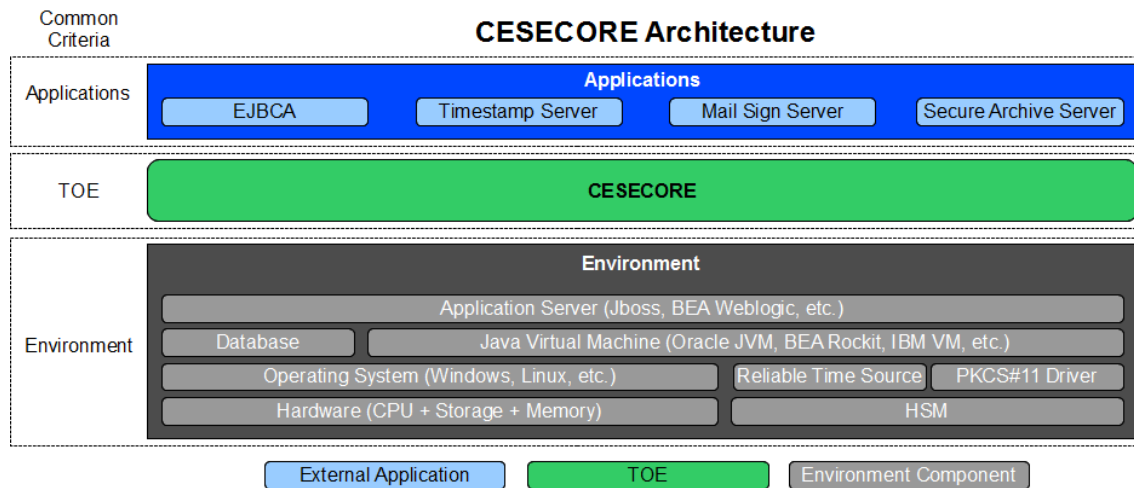 Common
Criteria
CESECORE Architecture
Applications
Applications
EJBCA
Timestamp Server
Mail Sign Server
Secure Archive Server
TOE
CESECORE
Environment
Environment
Application Server (Jboss, BEA Weblogic, etc.)
Database
Java Virtual Machine (Oracle JVM, BEA Rockit, IBM VM, etc.)
Operating System (Windows, Linux, etc.)
Reliable Time Source
PKCS#11 Driver
Hardware (CPU + Storage + Memory)
HSM
External Application
TOE
Environment Component